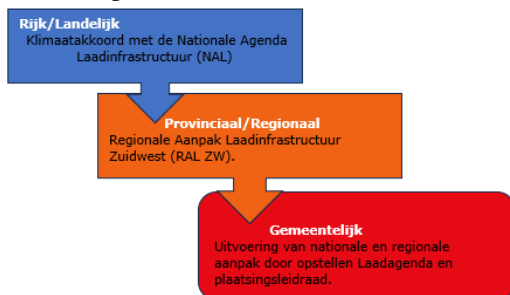 Rijk/Landelijk
Klimaatakkoord met de Nationale Agenda
Laadinfrastructuur (NAL)
Provinciaal/Regionaal
Regionale Aanpak Laadinfrastructuur
Zuidwest (RAL ZW).
Gemeentelijk
Uitvoering van nationale en regionale
aanpak door opstellen Laadagenda en
plaatsingsleidraad.